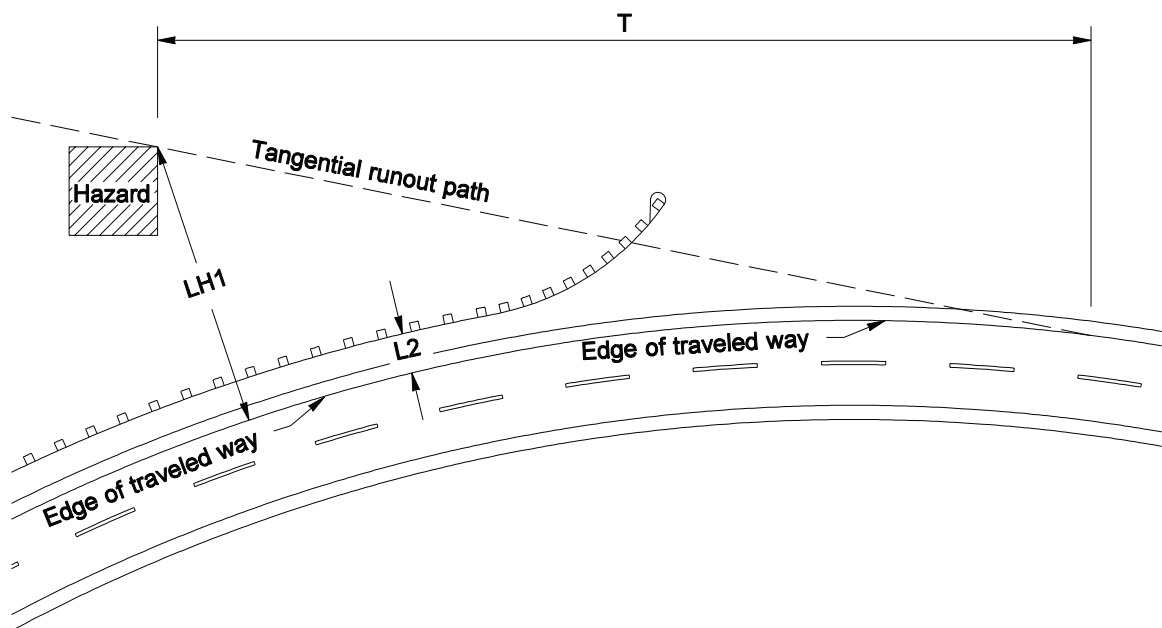 T
Tangential runout path
Hazard
LH1
L2
Edge of traveled way
Edge of traveled way